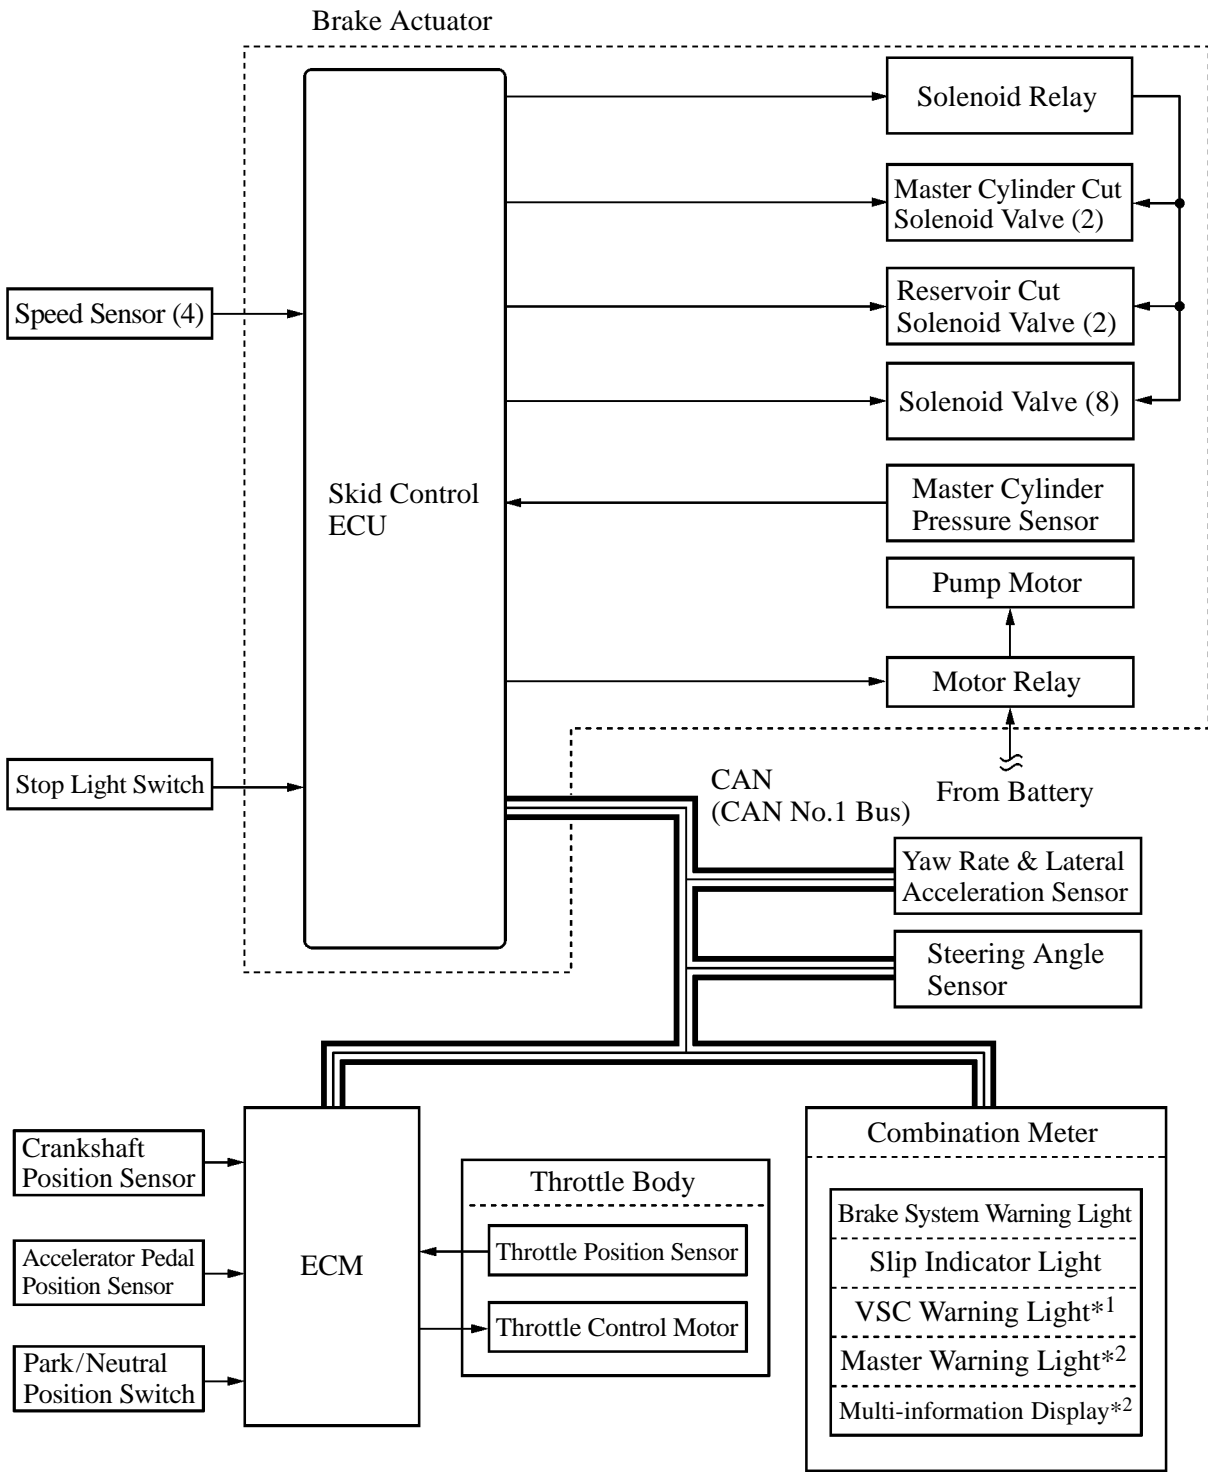 Brake Actuator
Solenoid Relay
Master Cylinder Cut
Solenoid Valve (2)
Speed Sensor (4)
Reservoir Cut
Solenoid Valve (2)
Solenoid Valve (8)
Skid Control
ECU
Master Cylinder
Pressure Sensor
Pump Motor
Motor Relay
Stop Light Switch
CAN
(CAN No.1 Bus)
From Battery
Yaw Rate & Lateral
Acceleration Sensor
Steering Angle
Sensor
Crankshaft
Position Sensor
Accelerator Pedal
Position Sensor
Park/Neutral
Position Switch
ECM
Throttle Body
Throttle Position Sensor
Throttle Control Motor
Combination Meter
Brake System Warning Light
Slip Indicator Light
VSC Warning Light*1
Master Warning Light*2
Multi-information Display*2